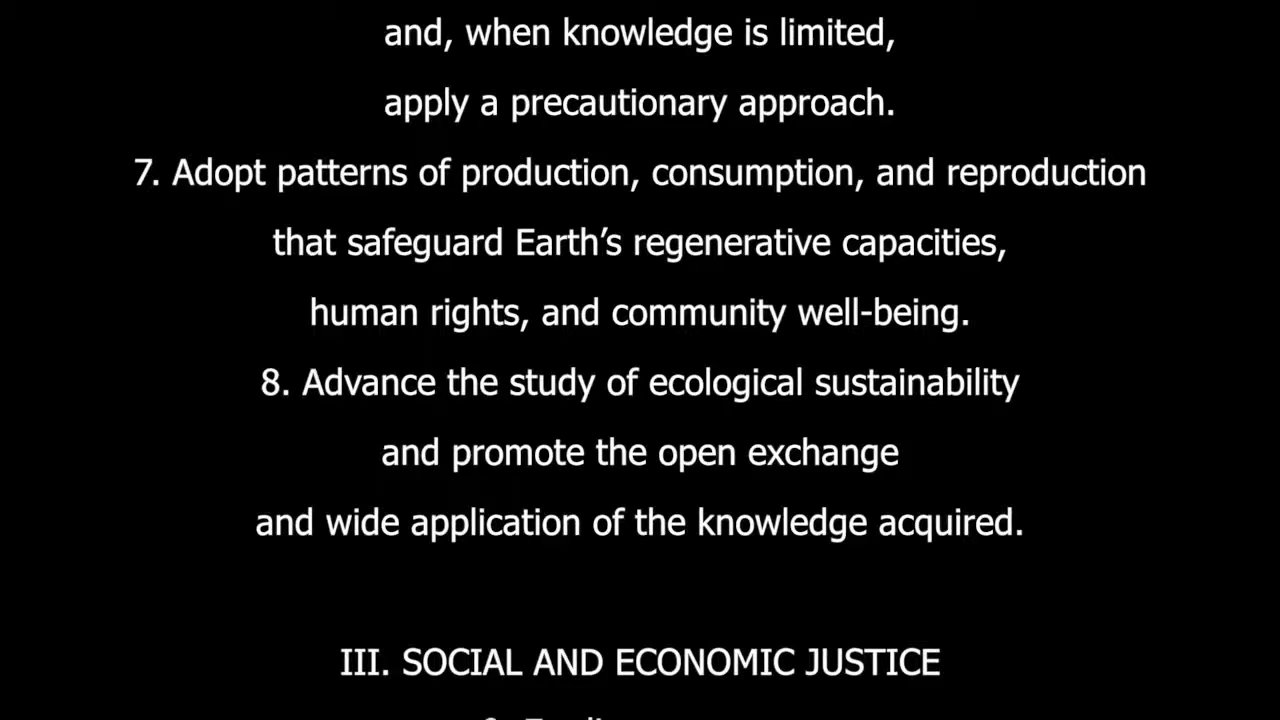 and, when knowledge is limited,
apply a precautionary approach.
7. Adopt patterns of production, consumption, and reproduction
that safeguard Earth’s regenerative capacities,
human rights, and community well-being.
8. Advance the study of ecological sustainability
and promote the open exchange
and wide application of the knowledge acquired.
III. SOCIAL AND ECONOMIC JUSTICE